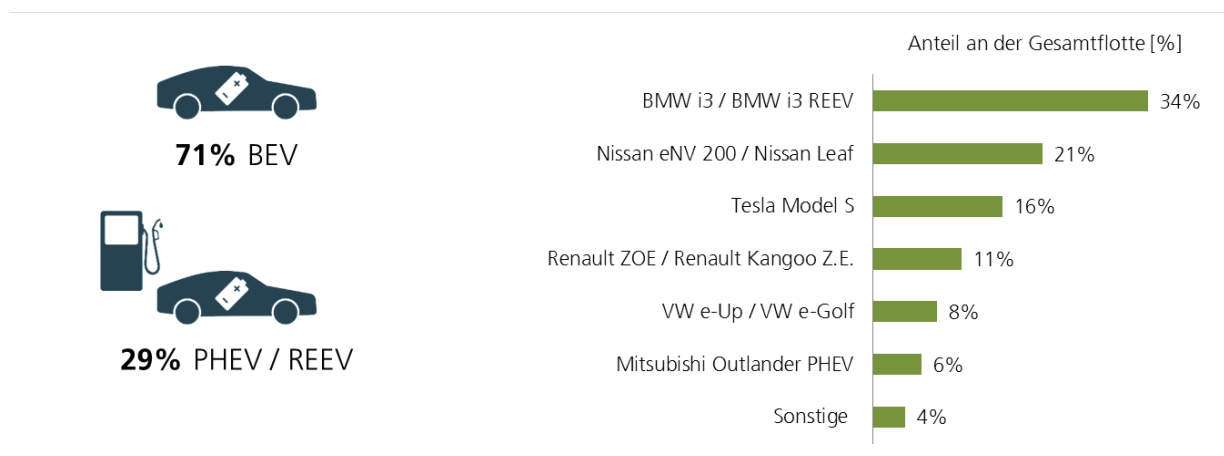 71% BEV
29% PHEV / REEV
Anteil an der Gesamtflotte [%]
BMW i3 / BMW i3 REEV 34%
Nissan eNV 200 / Nissan Leaf 21%
Tesla Model S 16%
Renault ZOE / Renault Kangoo Z.E. 11%
VW e-Up / VW e-Golf 8%
Mitsubishi Outlander PHEV 6%
Sonstige 4%